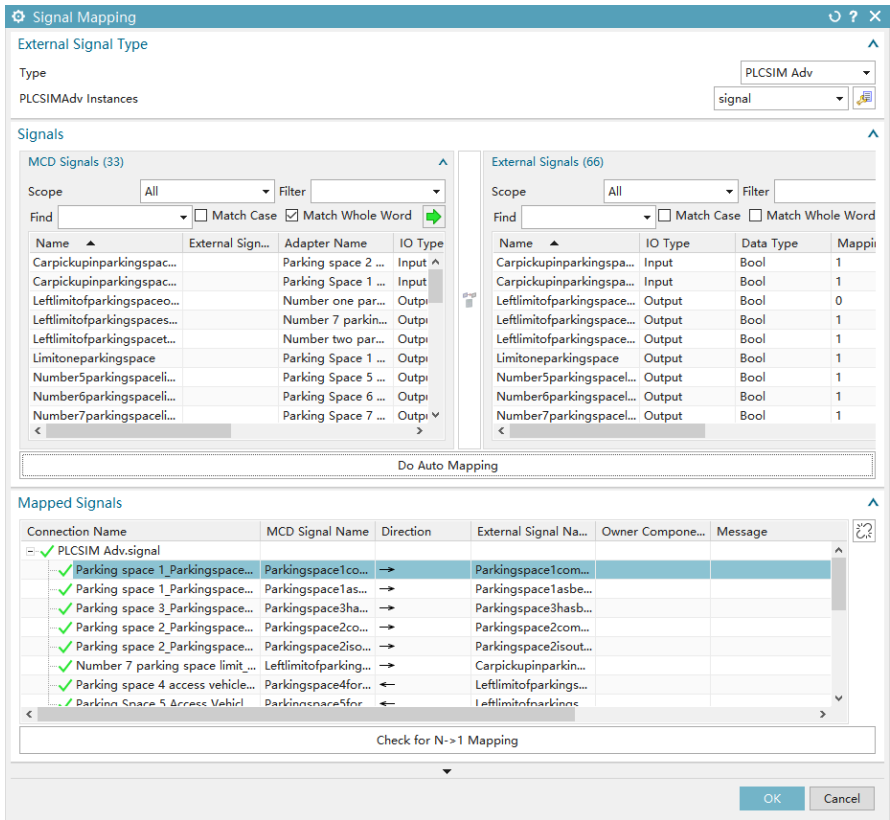 Signal Mapping
External Signal Type
Type PLCSIM Adv
PLCSIMAdv Instances signal
Signals
MCD Signals (33)
Scope All Filter
Find Match Case Match Whole Word
Name External Sign... Adapter Name IO Type
Carpickupinparkingspac... Parking space 2 ... Input
Carpickupinparkingspac... Parking Space 1 ... Input
Leftlimitofparkingspaceo... Number one par... Outpu
Leftlimitofparkingspaces... Number 7 parkin... Outpu
Leftlimitofparkingspacet... Number two par... Outpu
Limitoneparkingspace Parking Space 1 ... Outpu
Number5parkingspaceli... Parking Space 5 ... Outpu
Number6parkingspaceli... Parking Space 6 ... Outpu
Number7parkingspaceli... Parking Space 7 ... Outpu
External Signals (66)
Scope All Filter
Find Match Case Match Whole Word
Name IO Type Data Type Mappin
Carpickupinparkingspa... Input Bool 1
Carpickupinparkingspa... Input Bool 1
Leftlimitofparkingspace... Output Bool 0
Leftlimitofparkingspace... Output Bool 1
Leftlimitofparkingspace... Output Bool 1
Limitoneparkingspace Output Bool 1
Number5parkingspacel... Output Bool 1
Number6parkingspacel... Output Bool 1
Number7parkingspacel... Output Bool 1
Do Auto Mapping
Mapped Signals
Connection Name MCD Signal Name Direction External Signal Na... Owner Compone... Message
PLCSIM Adv.signal
Parking space 1_Parkingspace... Parkingspace1co... → Parkingspace1com...
Parking space 1_Parkingspace... Parkingspace1as... → Parkingspace1asbe...
Parking space 3_Parkingspace... Parkingspace3ha... → Parkingspace3hasb...
Parking space 2_Parkingspace... Parkingspace2co... → Parkingspace2com...
Parking space 2_Parkingspace... Parkingspace2iso... → Parkingspace2isout...
Number 7 parking space limit_... Leftlimitofparking... → Carpickupinparkin...
Parking space 4 access vehicle... Parkingspace4for... ← Leftlimitofparkings...
Parking Space 5 Access Vehicl... Parkingspace5for... ← Leftlimitofparkings...
Check for N->1 Mapping
OK Cancel